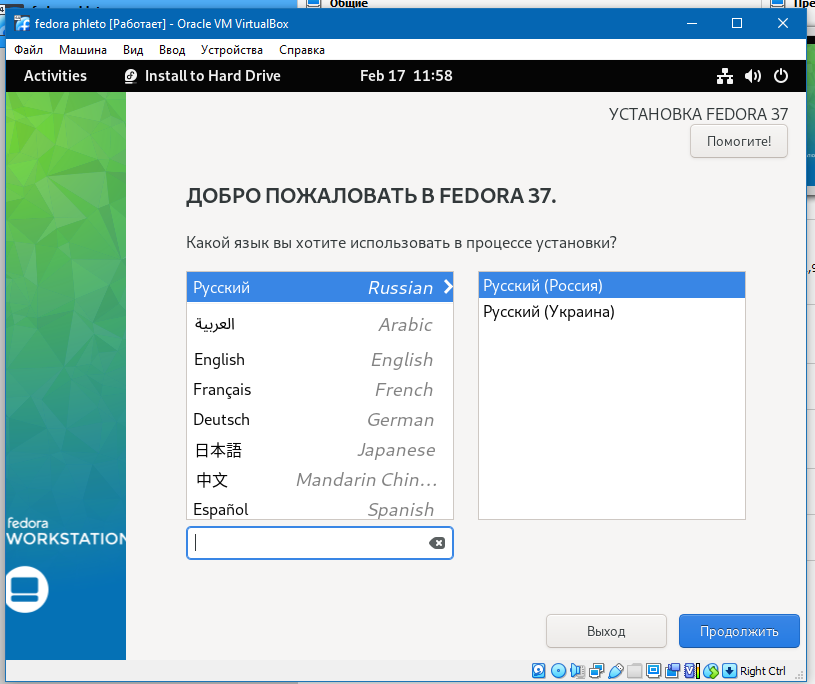 Общие
fedora phleto [Работает] - Oracle VM VirtualBox
Файл Машина Вид Ввод Устройства Справка
Activities Install to Hard Drive Feb 17 11:58
УСТАНОВКА FEDORA 37
Помогите!
ДОБРО ПОЖАЛОВАТЬ В FEDORA 37.
Какой язык вы хотите использовать в процессе установки?
Русский Russian
العربية Arabic
English English
Français French
Deutsch German
日本語 Japanese
中文 Mandarin Chin...
Español Spanish
Русский (Россия)
Русский (Украина)
fedora
WORKSTATION
Выход Продолжить
Right Ctrl